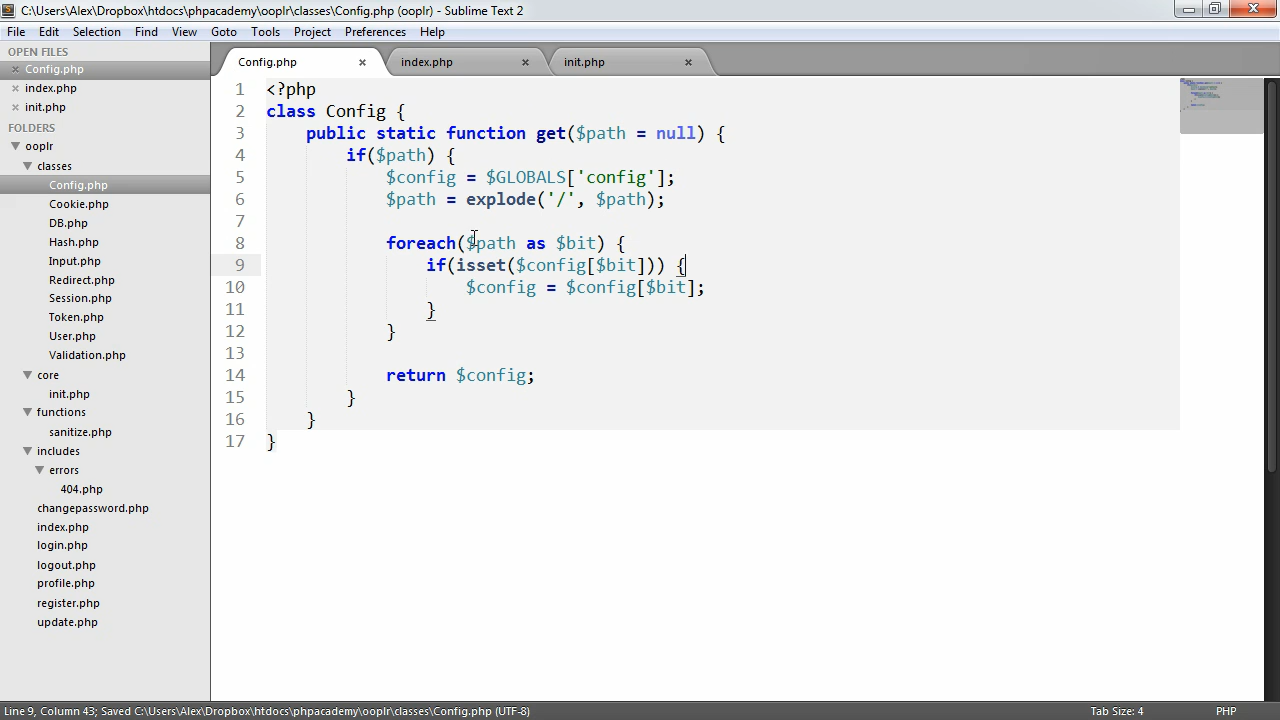 C:\Users\Alex\Dropbox\htdocs\phpacademy\ooplr\classes\Config.php (ooplr) - Sublime Text 2
File Edit Selection Find View Goto Tools Project Preferences Help
OPEN FILES
Config.php
index.php
init.php
FOLDERS
ooplr
classes
Config.php
Cookie.php
DB.php
Hash.php
Input.php
Redirect.php
Session.php
Token.php
User.php
Validation.php
core
init.php
functions
sanitize.php
includes
errors
404.php
changepassword.php
index.php
login.php
logout.php
profile.php
register.php
update.php
Config.php index.php init.php
1 <?php
2 class Config {
3     public static function get($path = null) {
4         if($path) {
5             $config = $GLOBALS['config'];
6             $path = explode('/', $path);
7
8             foreach($path as $bit) {
9                 if(isset($config[$bit])) {
10                     $config = $config[$bit];
11                 }
12             }
13
14             return $config;
15         }
16     }
17 }
Line 9, Column 43; Saved C:\Users\Alex\Dropbox\htdocs\phpacademy\ooplr\classes\Config.php (UTF-8) Tab Size: 4 PHP